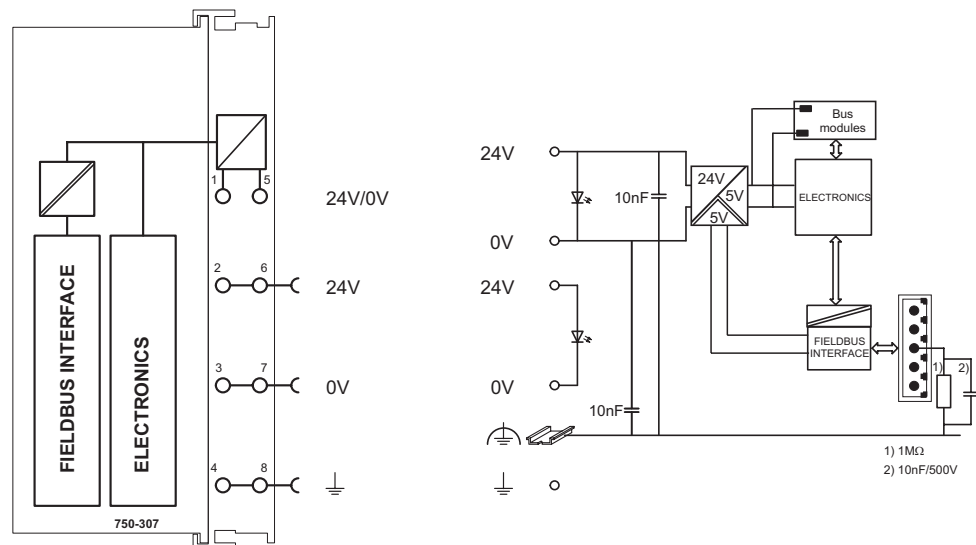 1
5
24V/0V
2
6
24V
3
7
0V
4
8
FIELDBUS INTERFACE
ELECTRONICS
750-307
24V
10nF
0V
24V
0V
10nF
24V
5V
5V
Bus
modules
ELECTRONICS
FIELDBUS
INTERFACE
1)
2)
1) 1MΩ
2) 10nF/500V